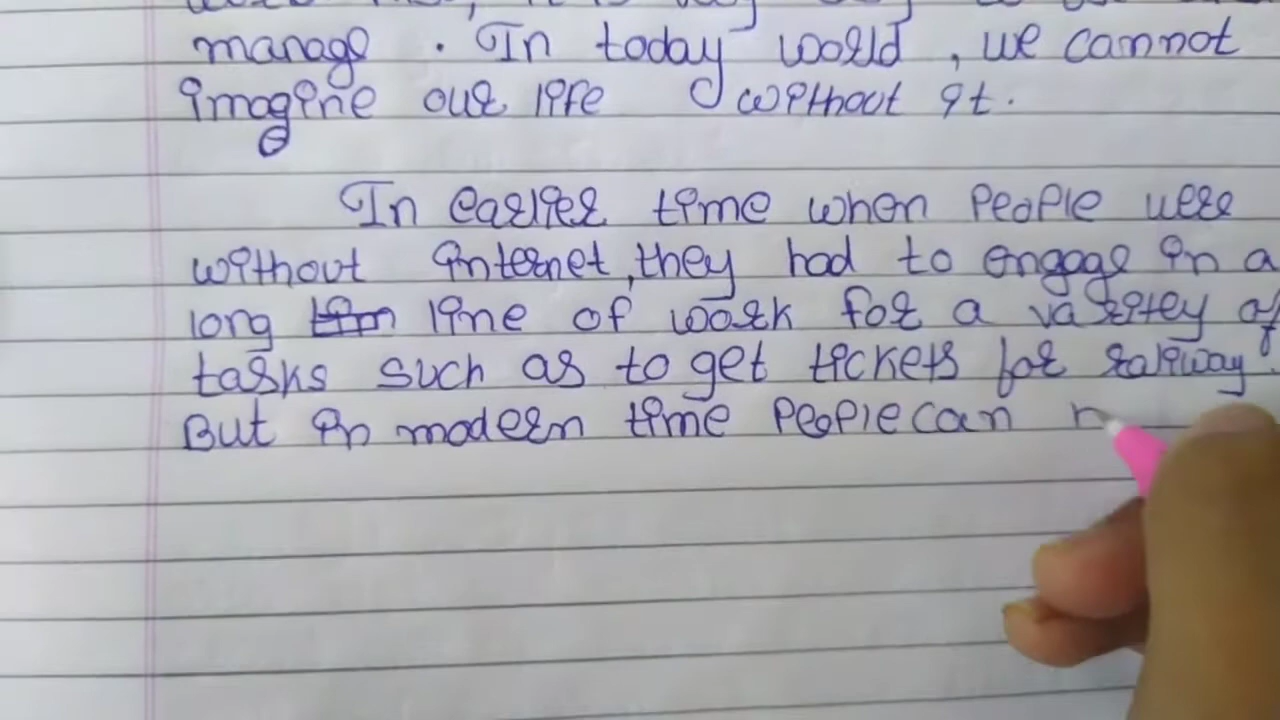 manage . In today world , we cannot
imagine our life without it.
In earlier time when People were
without internet, they had to engage in a
long line of work for a varitey of
tasks such as to get tickets for railway.
But in modern time People can